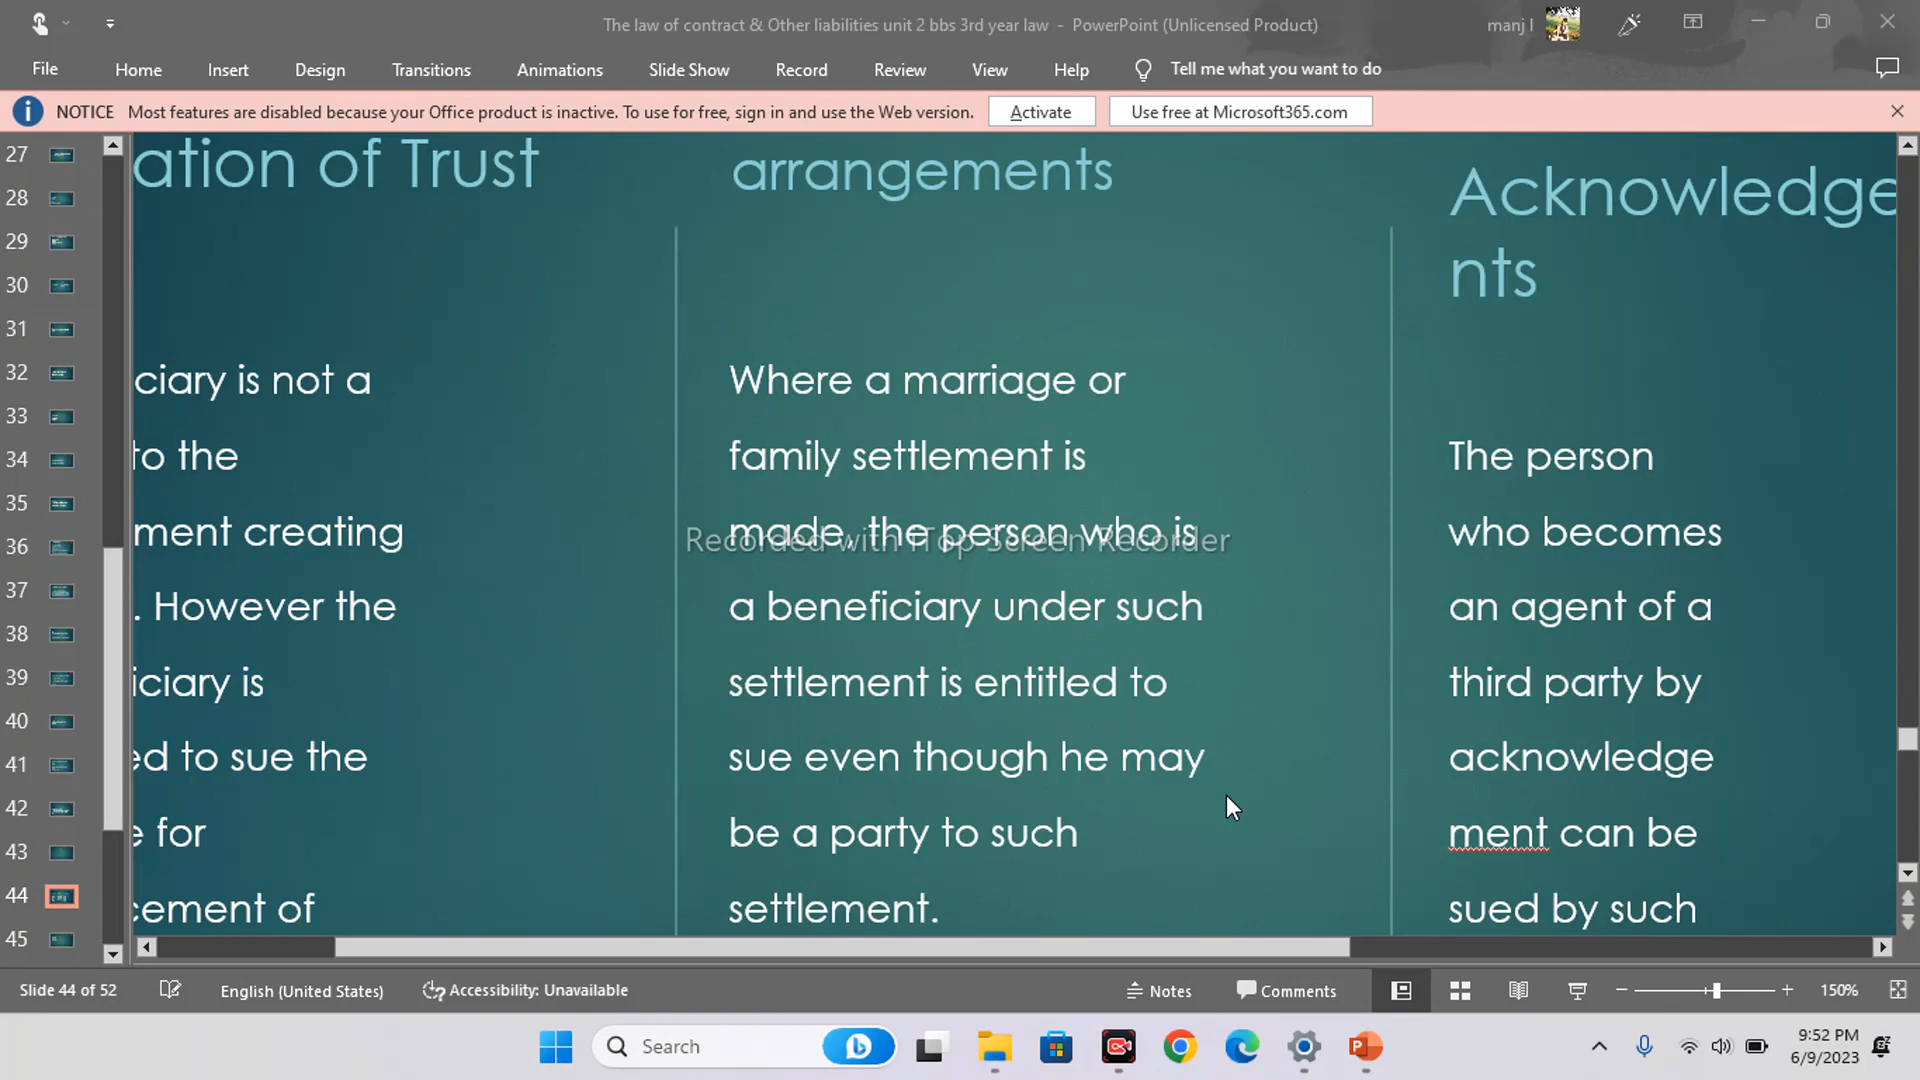 The law of contract & Other liabilities unit 2 bbs 3rd year law - PowerPoint (Unlicensed Product)
manj l
File
Home
Insert
Design
Transitions
Animations
Slide Show
Record
Review
View
Help
Tell me what you want to do
NOTICE Most features are disabled because your Office product is inactive. To use for free, sign in and use the Web version.
Activate
Use free at Microsoft365.com
27
28
29
30
31
32
33
34
35
36
37
38
39
40
41
42
43
44
45
ation of Trust
ciary is not a
to the
ment creating
. However the
iciary is
ed to sue the
e for
cement of
arrangements
Where a marriage or
family settlement is
made, the person who is
a beneficiary under such
settlement is entitled to
sue even though he may
be a party to such
settlement.
Recorded with iTop Screen Recorder
Acknowledge
nts
The person
who becomes
an agent of a
third party by
acknowledge
ment can be
sued by such
Slide 44 of 52
English (United States)
Accessibility: Unavailable
Notes
Comments
150%
Search
9:52 PM
6/9/2023